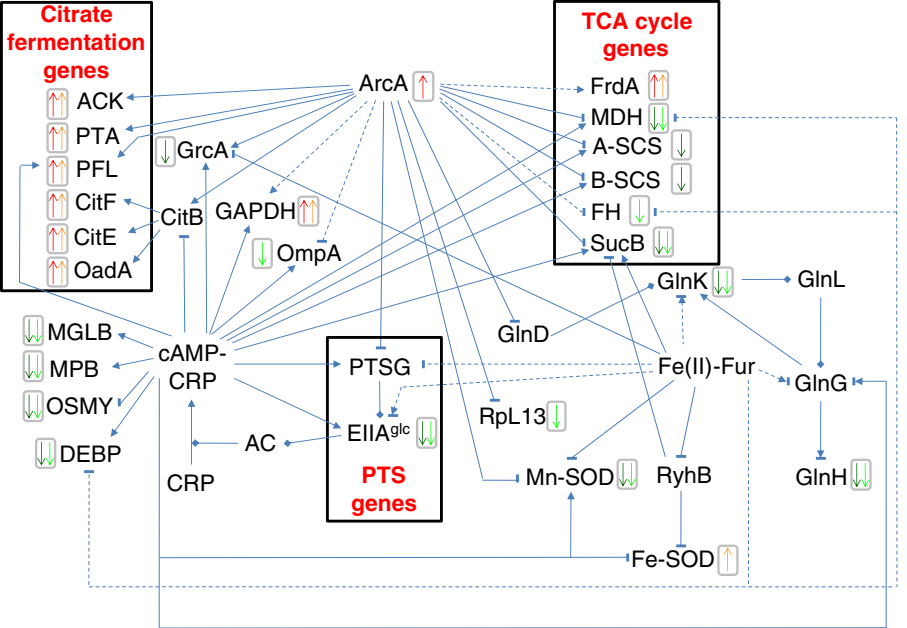 Citrate
fermentation
genes
ACK
PTA
PFL
CitF
CitE
OadA
ArcA
GrcA
CitB
GAPDH
OmpA
TCA cycle
genes
FrdA
MDH
A-SCS
B-SCS
FH
SucB
GlnK
GlnL
GlnD
MGLB
MPB
OSMY
DEBP
cAMP-
CRP
AC
CRP
PTSG
EIIAglc
PTS
genes
RpL13
Fe(II)-Fur
GlnG
Mn-SOD
RyhB
GlnH
Fe-SOD